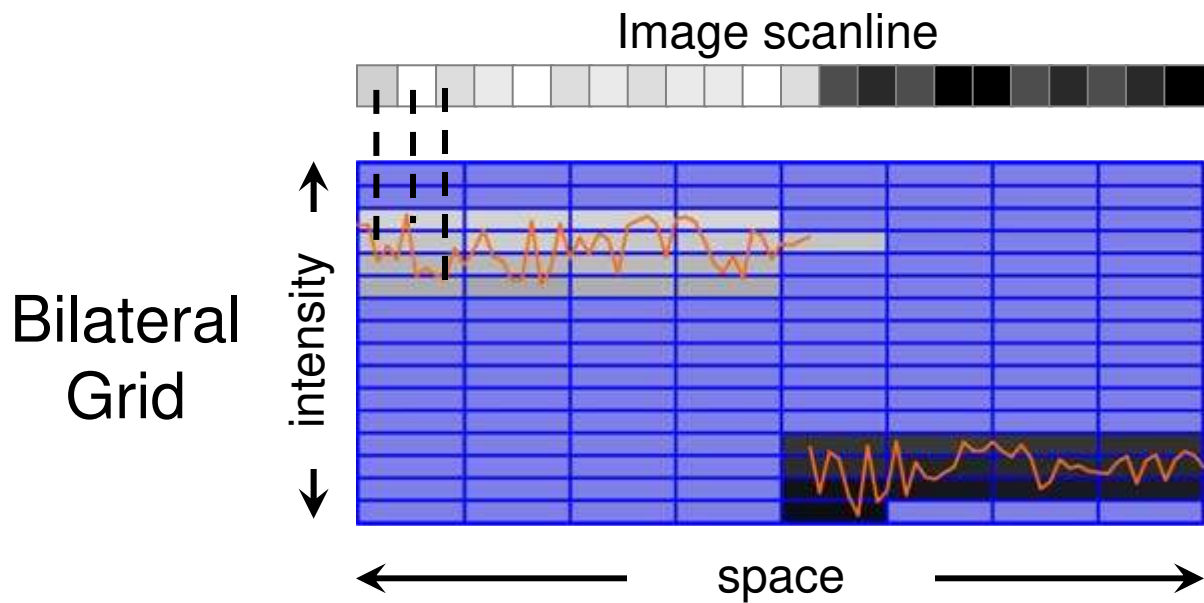 Image scanline
Bilateral
Grid
intensity
space